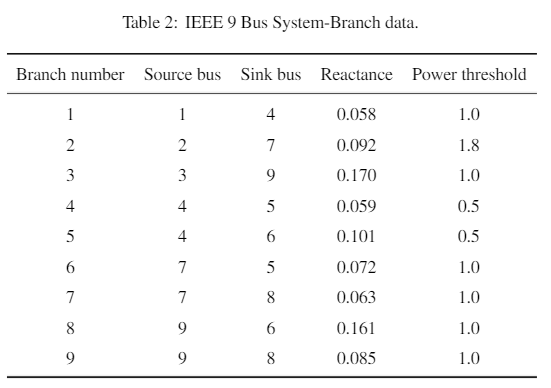 Table 2: IEEE 9 Bus System-Branch data.
Branch number Source bus Sink bus Reactance Power threshold
1 1 4 0.058 1.0
2 2 7 0.092 1.8
3 3 9 0.170 1.0
4 4 5 0.059 0.5
5 4 6 0.101 0.5
6 7 5 0.072 1.0
7 7 8 0.063 1.0
8 9 6 0.161 1.0
9 9 8 0.085 1.0